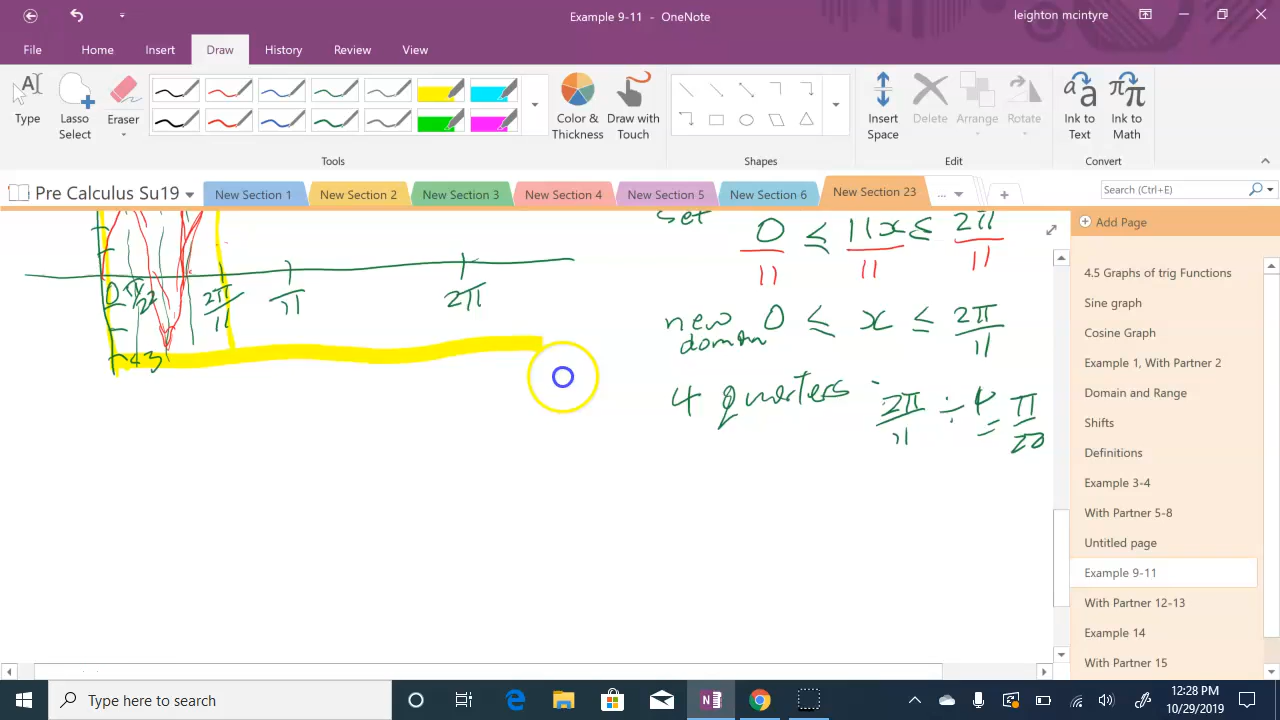 Example 9-11 - OneNote
leighton mcintyre
File Home Insert Draw History Review View
Type
Lasso Select
Eraser
Color & Thickness
Draw with Touch
Insert Space
Delete
Arrange
Rotate
Ink to Text
Ink to Math
Tools
Shapes
Edit
Convert
Pre Calculus Su19
New Section 1
New Section 2
New Section 3
New Section 4
New Section 5
New Section 6
New Section 23
...
Search (Ctrl+E)
Add Page
4.5 Graphs of trig Functions
Sine graph
Cosine Graph
Example 1, With Partner 2
Domain and Range
Shifts
Definitions
Example 3-4
With Partner 5-8
Untitled page
Example 9-11
With Partner 12-13
Example 14
With Partner 15
set
0/11 ≤ 11x/11 ≤ 2π/11
new domain 0 ≤ x ≤ 2π/11
4 quarters 2π/11 ÷ 4 =
0
2π/11
2π
Type here to search
12:28 PM
10/29/2019